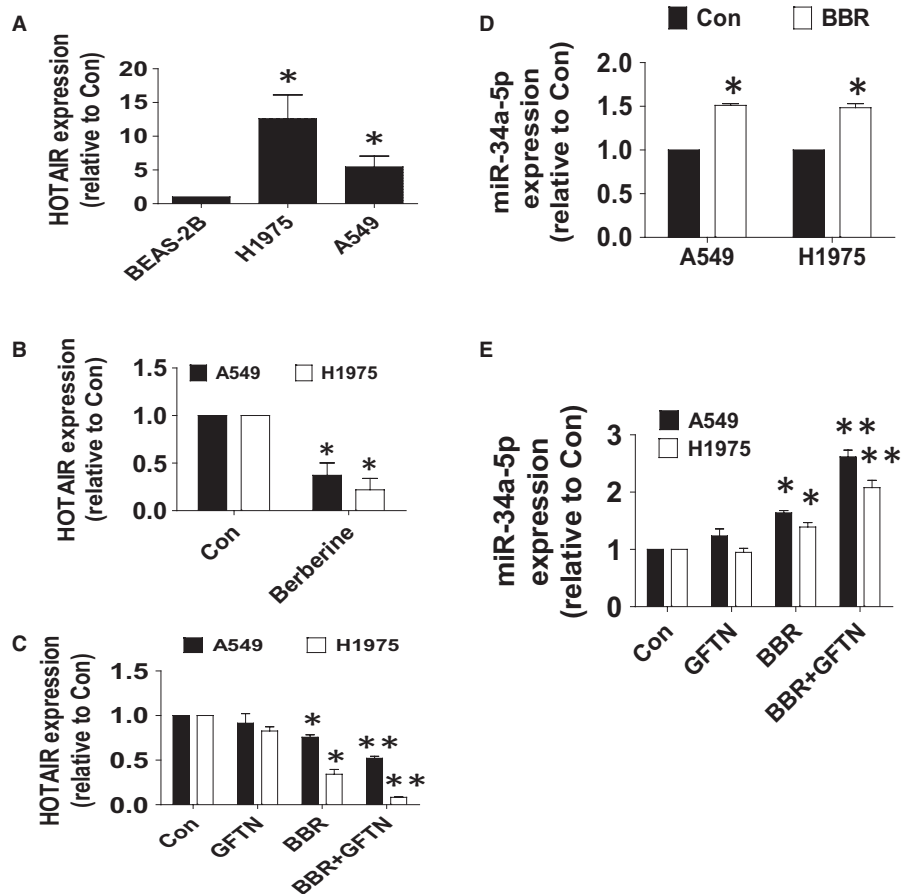 A
HOTAIR expression
(relative to Con)
20
15
10
5
0
*
*
BEAS-2B
H1975
A549
B
HOTAIR expression
(relative to Con)
1.5
1.0
0.5
0.0
A549
H1975
*
*
Con
Berberine
C
HOTAIR expression
(relative to Con)
A549
H1975
1.0
0.5
0.0
*
*
**
**
Con
GFTN
BBR
BBR+GFTN
D
Con
BBR
miR-34a-5p
expression
(relative to Con)
2.0
1.5
1.0
0.5
0.0
*
*
A549
H1975
E
miR-34a-5p
expression
(relative to Con)
3
2
1
0
A549
H1975
*
*
**
**
Con
GFTN
BBR
BBR+GFTN